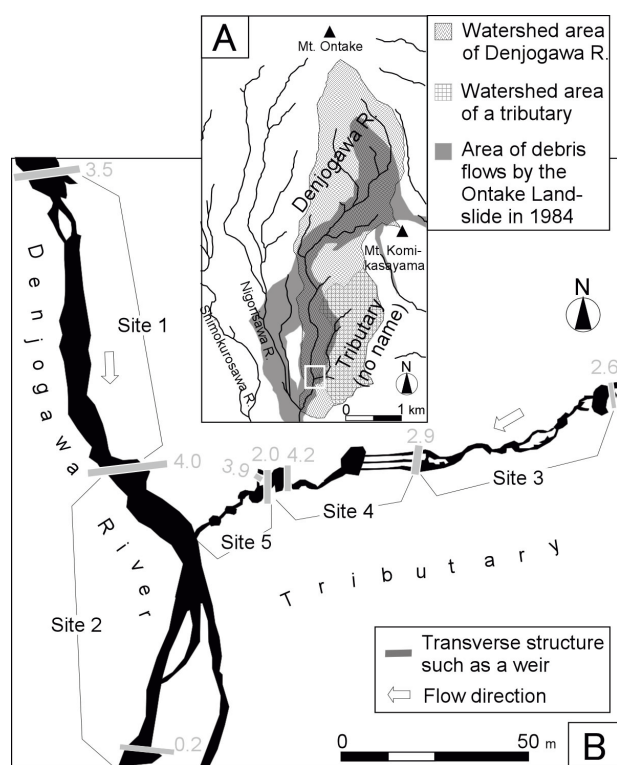 A
Mt. Ontake
Denjogawa R.
Mt. Komi-
kasayama
Nigorisawa R.
Shimokurosawa R.
Tributary
(no name)
N
0 1 km
Watershed area
of Denjogawa R.
Watershed area
of a tributary
Area of debris
flows by the
Ontake Land-
slide in 1984
3.5
Denjogawa
River
Site 1
4.0
Site 2
0.2
N
2.6
2.9
Site 3
4.2
2.0
3.9
Site 4
Site 5
Tributary
Transverse structure
such as a weir
Flow direction
0 50 m
B